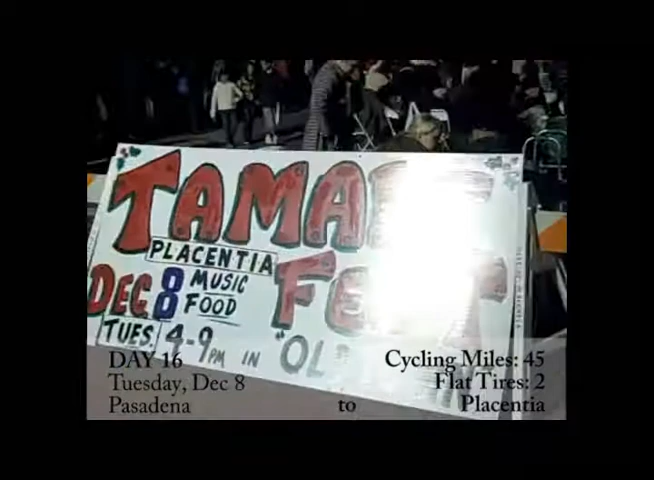 TAMA
PLACENTIA
DEC 8 MUSIC
FOOD
TUES. 4-9PM IN "OL
DAY 16
Tuesday, Dec 8
Pasadena to Placentia
Cycling Miles: 45
Flat Tires: 2